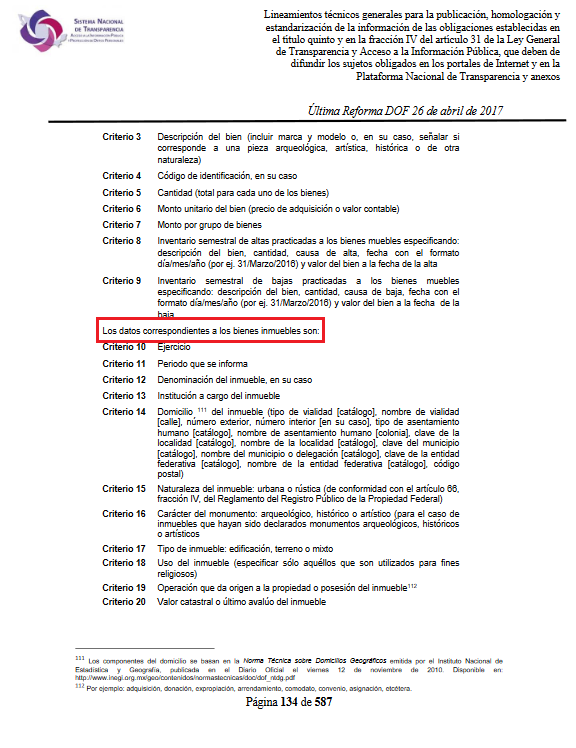 SISTEMA NACIONAL
DE TRANSPARENCIA
ACCESO A LA INFORMACIÓN PÚBLICA
Y PROTECCIÓN DE DATOS PERSONALES
Lineamientos técnicos generales para la publicación, homologación y
estandarización de la información de las obligaciones establecidas en
el título quinto y en la fracción IV del artículo 31 de la Ley General
de Transparencia y Acceso a la Información Pública, que deben de
difundir los sujetos obligados en los portales de Internet y en la
Plataforma Nacional de Transparencia y anexos
Última Reforma DOF 26 de abril de 2017
Criterio 3 Descripción del bien (incluir marca y modelo o, en su caso, señalar si
corresponde a una pieza arqueológica, artística, histórica o de otra
naturaleza)
Criterio 4 Código de identificación, en su caso
Criterio 5 Cantidad (total para cada uno de los bienes)
Criterio 6 Monto unitario del bien (precio de adquisición o valor contable)
Criterio 7 Monto por grupo de bienes
Criterio 8 Inventario semestral de altas practicadas a los bienes muebles especificando:
descripción del bien, cantidad, causa de alta, fecha con el formato
día/mes/año (por ej. 31/Marzo/2016) y valor del bien a la fecha de la alta
Criterio 9 Inventario semestral de bajas practicadas a los bienes muebles
especificando: descripción del bien, cantidad, causa de baja, fecha con el
formato día/mes/año (por ej. 31/Marzo/2016) y valor del bien a la fecha de la
baja
Los datos correspondientes a los bienes inmuebles son:
Criterio 10 Ejercicio
Criterio 11 Periodo que se informa
Criterio 12 Denominación del inmueble, en su caso
Criterio 13 Institución a cargo del inmueble
Criterio 14 Domicilio 111 del inmueble (tipo de vialidad [catálogo], nombre de vialidad
[calle], número exterior, número interior [en su caso], tipo de asentamiento
humano [catálogo], nombre de asentamiento humano [colonia], clave de la
localidad [catálogo], nombre de la localidad [catálogo], clave del municipio
[catálogo], nombre del municipio o delegación [catálogo], clave de la entidad
federativa [catálogo], nombre de la entidad federativa [catálogo], código
postal)
Criterio 15 Naturaleza del inmueble: urbana o rústica (de conformidad con el artículo 66,
fracción IV, del Reglamento del Registro Público de la Propiedad Federal)
Criterio 16 Carácter del monumento: arqueológico, histórico o artístico (para el caso de
inmuebles que hayan sido declarados monumentos arqueológicos, históricos
o artísticos
Criterio 17 Tipo de inmueble: edificación, terreno o mixto
Criterio 18 Uso del inmueble (especificar sólo aquéllos que son utilizados para fines
religiosos)
Criterio 19 Operación que da origen a la propiedad o posesión del inmueble112
Criterio 20 Valor catastral o último avalúo del inmueble
111 Los componentes del domicilio se basan en la Norma Técnica sobre Domicilios Geográficos emitida por el Instituto Nacional de
Estadística y Geografía, publicada en el Diario Oficial el viernes 12 de noviembre de 2010. Disponible en:
http://www.inegi.org.mx/geo/contenidos/normastecnicas/doc/dof_ntdg.pdf
112 Por ejemplo: adquisición, donación, expropiación, arrendamiento, comodato, convenio, asignación, etcétera.
Página 134 de 587